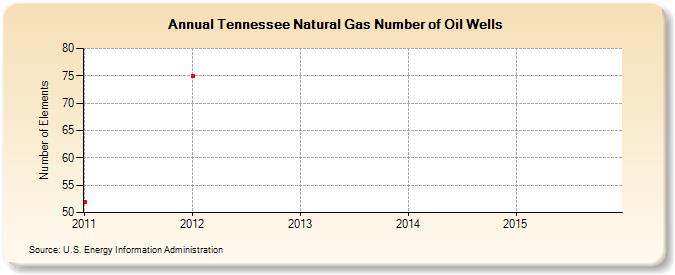 Annual Tennessee Natural Gas Number of Oil Wells
Number of Elements
80
75
70
65
60
55
50
2011 2012 2013 2014 2015
Source: U.S. Energy Information Administration